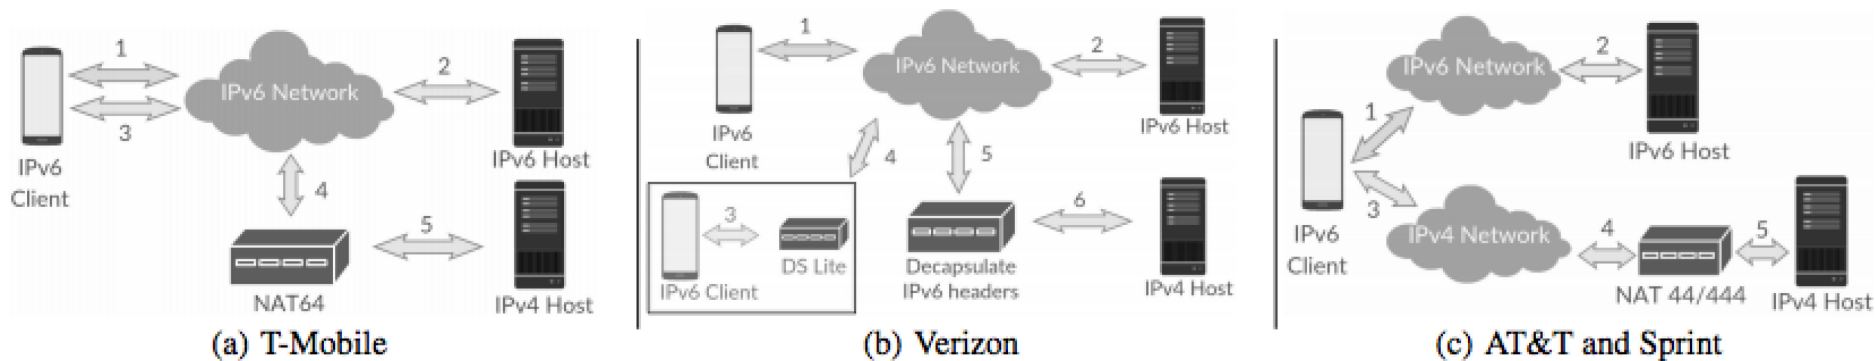 1
2
3
4
5
IPv6 Network
IPv6
Client
IPv6 Host
NAT64
IPv4 Host
(a) T-Mobile
1
2
3
4
5
6
IPv6 Network
IPv6
Client
IPv6 Host
IPv6 Client
DS Lite
Decapsulate
IPv6 headers
IPv4 Host
(b) Verizon
1
2
3
4
5
IPv6 Network
IPv6 Host
IPv6
Client
IPv4 Network
NAT 44/444
IPv4 Host
(c) AT&T and Sprint